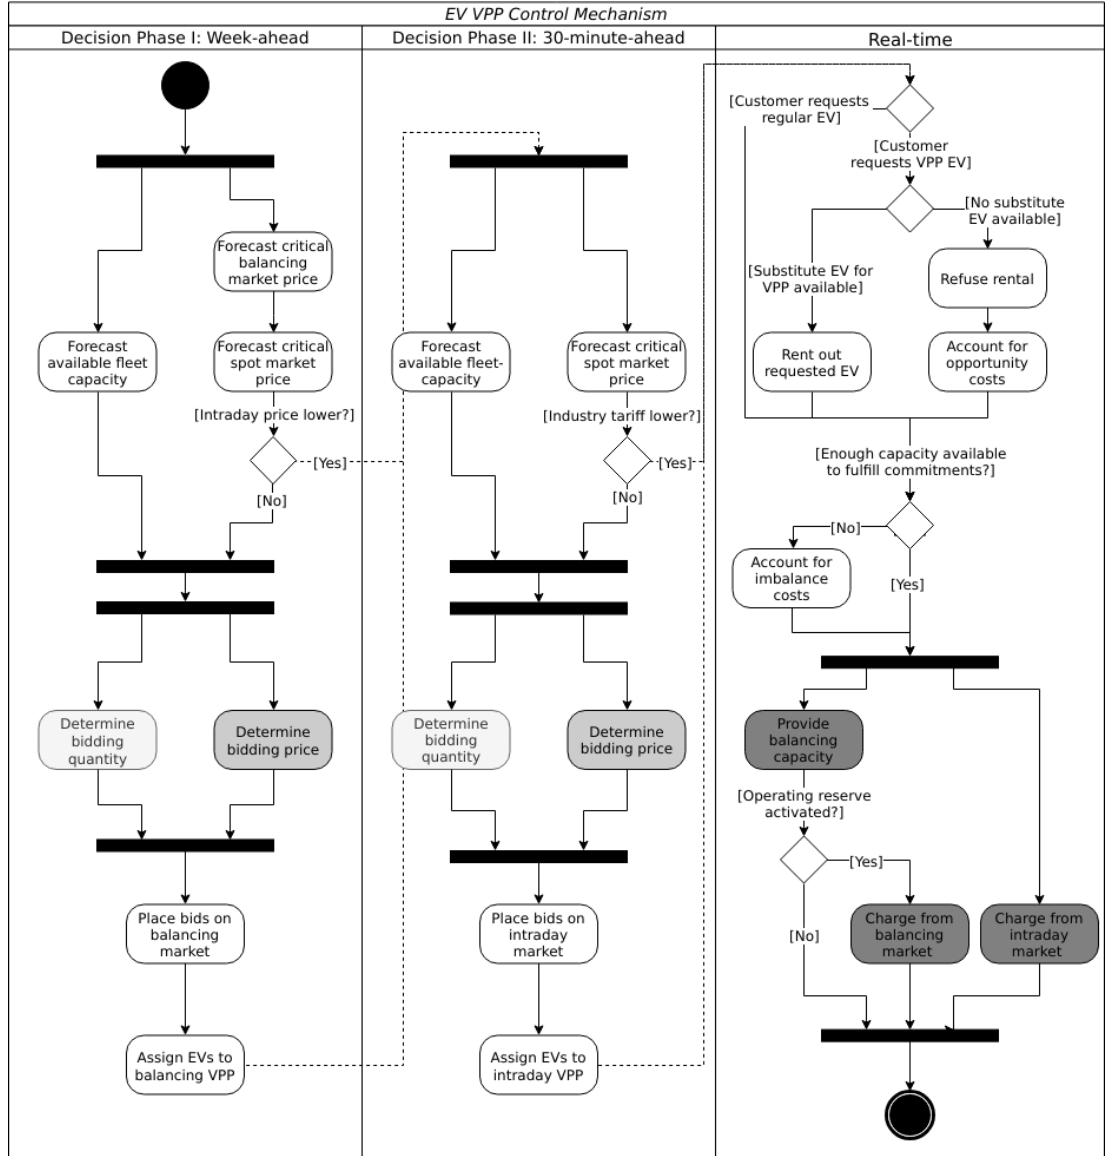 EV VPP Control Mechanism
Decision Phase I: Week-ahead
Decision Phase II: 30-minute-ahead
Real-time
Forecast critical
balancing
market price
Forecast
available fleet
capacity
Forecast critical
spot market
price
[Intraday price lower?]
[Yes]
[No]
Determine
bidding
quantity
Determine
bidding price
Place bids on
balancing
market
Assign EVs to
balancing VPP
Forecast
available fleet-
capacity
Forecast critical
spot market
price
[Industry tariff lower?]
[Yes]
[No]
Determine
bidding
quantity
Determine
bidding price
Place bids on
intraday
market
Assign EVs to
intraday VPP
[Customer requests
regular EV]
[Customer
requests VPP EV]
[No substitute
EV available]
[Substitute EV for
VPP available]
Refuse rental
Rent out
requested EV
Account for
opportunity
costs
[Enough capacity available
to fulfill commitments?]
[No]
Account for
imbalance
costs
[Yes]
Provide
balancing
capacity
[Operating reserve
activated?]
[Yes]
[No]
Charge from
balancing
market
Charge from
intraday
market